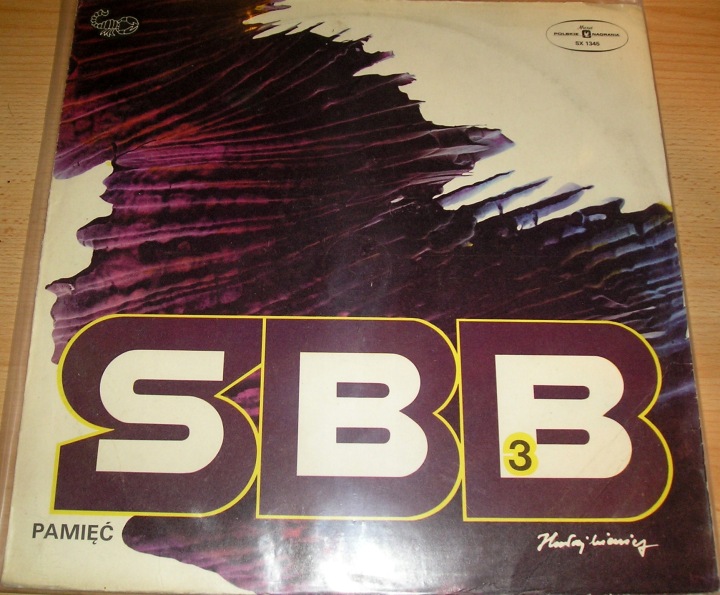 Muza
POLSKIE NAGRANIA
SX 1345
SBB
3
PAMIĘĆ